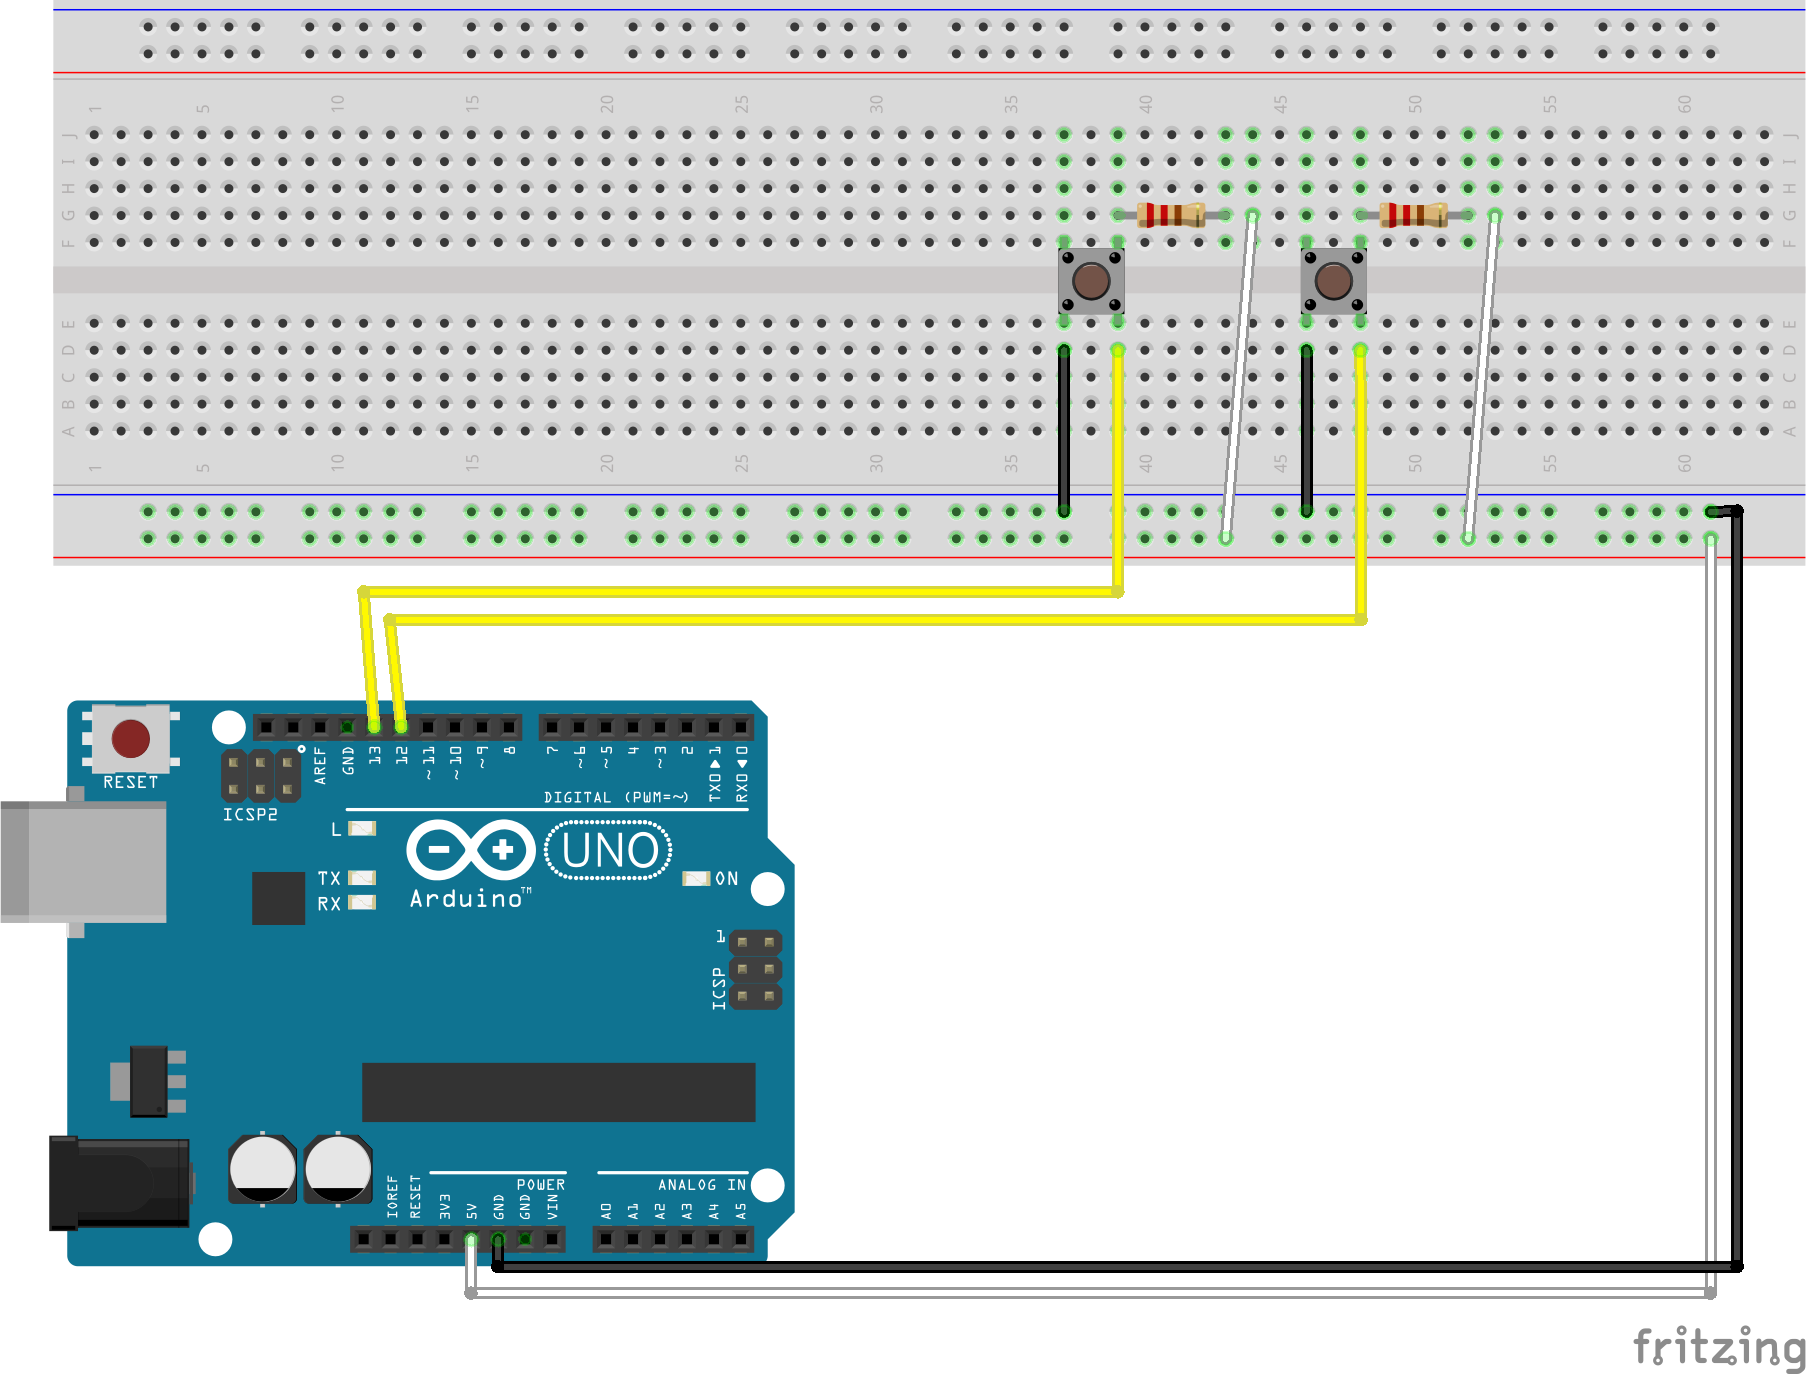 1 5 10 15 20 25 30 35 40 45 50 55 60
J J
I I
H H
G G
F F
E E
D D
C C
B B
A A
1 5 10 15 20 25 30 35 40 45 50 55 60
RESET
ICSP2
AREF GND 13 12 ~11 ~10 ~9 8 7 ~6 ~5 4 ~3 2 TX0▶1 RX0◀0
DIGITAL (PWM=~)
L
TX
RX
UNO
Arduino™
ON
1
ICSP
IOREF RESET 3V3 5V GND GND VIN
POWER
A0 A1 A2 A3 A4 A5
ANALOG IN
fritzing